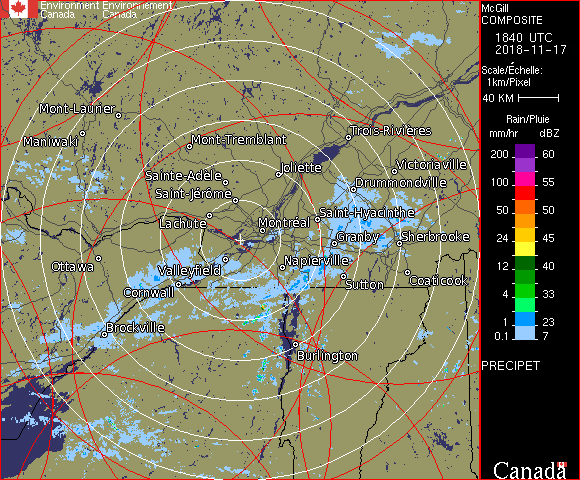 Environment Environnement
Canada Canada
McGill
COMPOSITE
1840 UTC
2018-11-17
Scale/Échelle:
1km/Pixel
40 KM
Rain/Pluie
mm/hr dBZ
200 60
100 55
75 53
50 50
24 45
12 40
4 33
1 23
0.1 7
PRECIPET
Canada
Mont-Laurier
Maniwaki
Mont-Tremblant
Trois-Rivières
Joliette
Victoriaville
Sainte-Adèle
Drummondville
Saint-Jérôme
Lachute
Montréal
Saint-Hyacinthe
Granby
Sherbrooke
Ottawa
Valleyfield
Napierville
Cornwall
Sutton
Coaticook
Brockville
Burlington